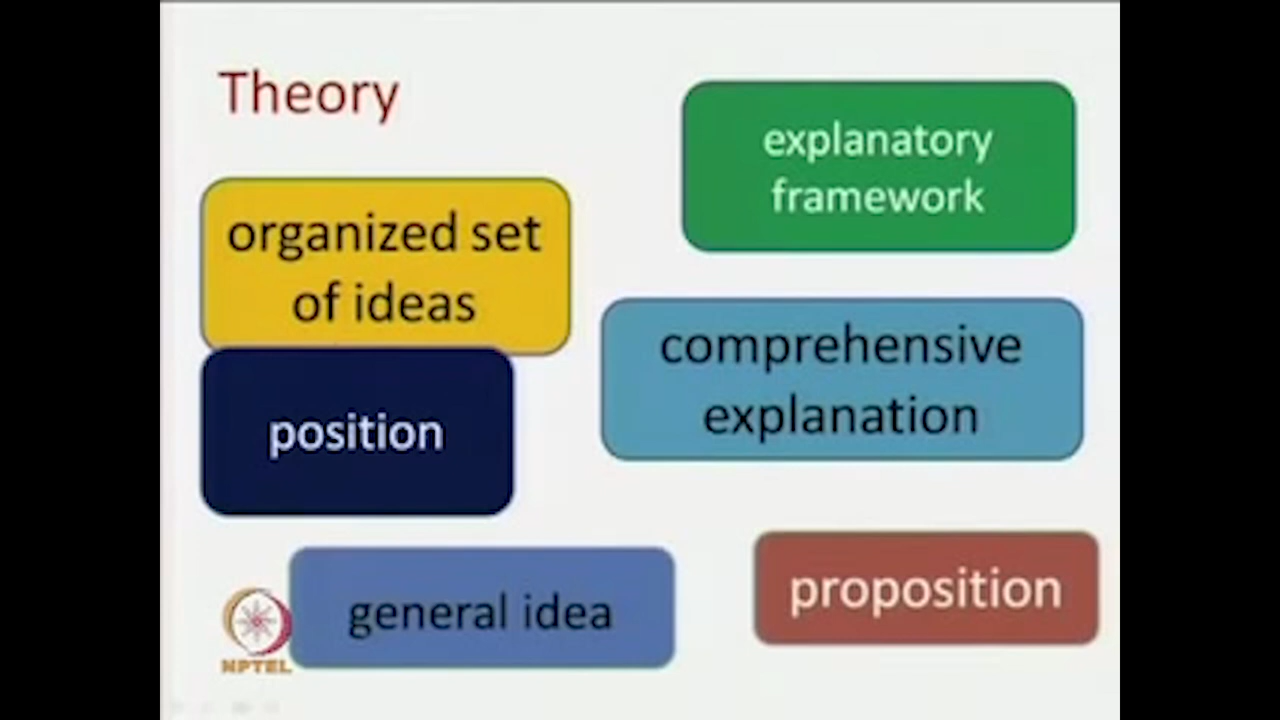 Theory
explanatory
framework
organized set
of ideas
comprehensive
explanation
position
general idea
proposition
NPTEL